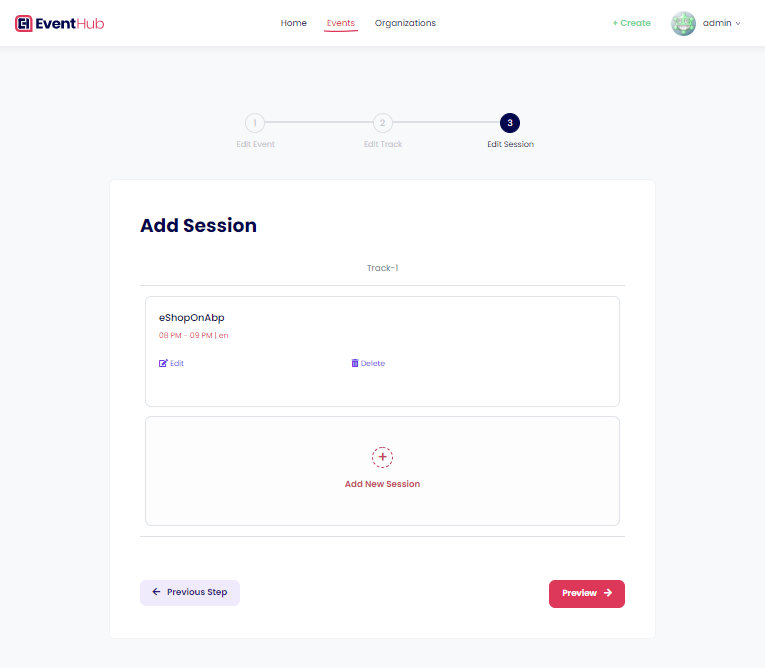 EventHub
Home Events Organizations
+ Create
admin
1 2 3
Edit Event Edit Track Edit Session
Add Session
Track-1
eShopOnAbp
08 PM - 09 PM | en
Edit Delete
+
Add New Session
← Previous Step
Preview →